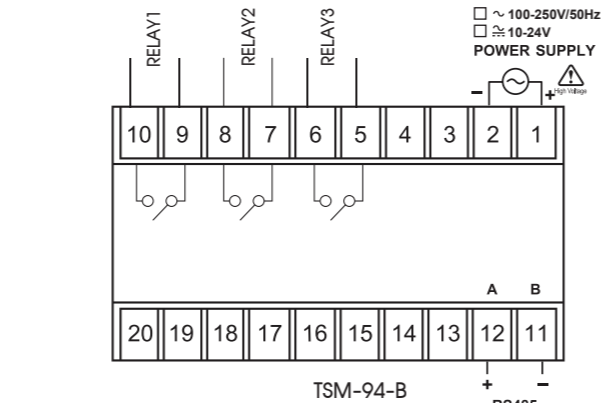 RELAY1
RELAY2
RELAY3
~ 100-250V/50Hz
≂ 10-24V
POWER SUPPLY
High Voltage
- +
10 9 8 7 6 5 4 3 2 1
A B
20 19 18 17 16 15 14 13 12 11
+ -
TSM-94-B
RS485